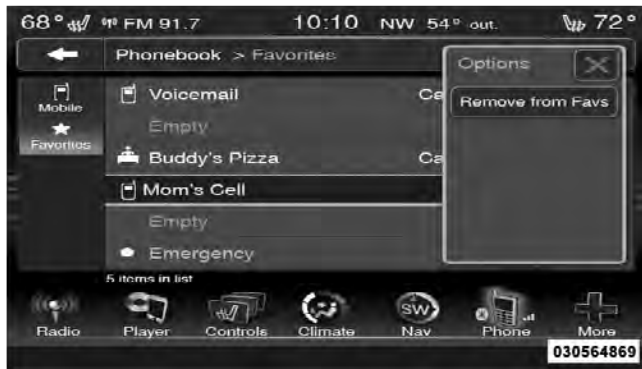 68° FM 91.7 10:10 NW 54° out. 72°
Phonebook > Favorites
Options
Mobile
Voicemail Ca
Remove from Favs
Empty
Favorites
Buddy's Pizza Ca
Mom's Cell
Empty
Emergency
5 items in list
SW
Radio Player Controls Climate Nav Phone More
030564869